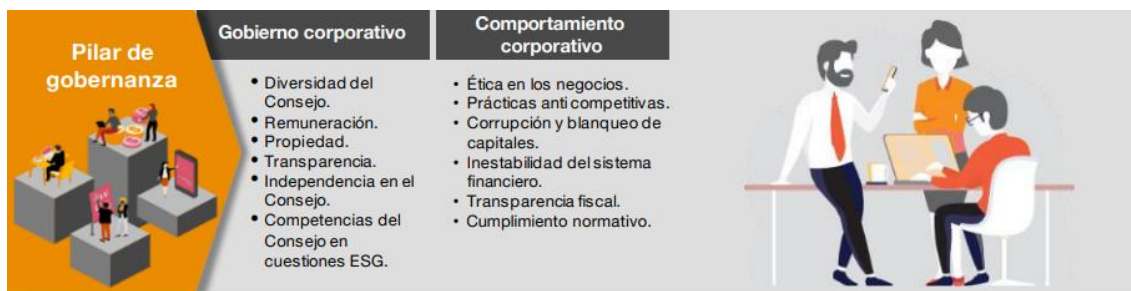 Pilar de
gobernanza
Gobierno corporativo
• Diversidad del
Consejo.
• Remuneración.
• Propiedad.
• Transparencia.
• Independencia en el
Consejo.
• Competencias del
Consejo en
cuestiones ESG.
Comportamiento
corporativo
• Ética en los negocios.
• Prácticas anti competitivas.
• Corrupción y blanqueo de
capitales.
• Inestabilidad del sistema
financiero.
• Transparencia fiscal.
• Cumplimiento normativo.